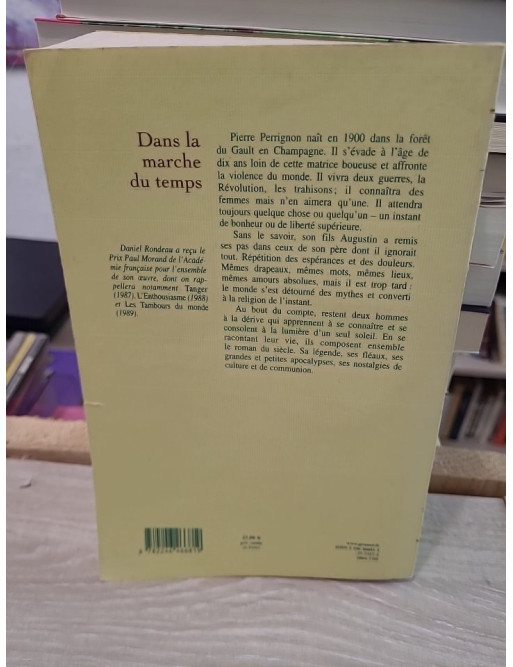 Dans la
marche
du temps
Daniel Rondeau a reçu le
Prix Paul Morand de l'Acadé-
mie française pour l'ensemble
de son œuvre, dont on rap-
pellera notamment Tanger
(1987), L'Enthousiasme (1988)
et Les Tambours du monde
(1989).
Pierre Perrignon naît en 1900 dans la forêt
du Gault en Champagne. Il s'évade à l'âge de
dix ans loin de cette matrice boueuse et affronte
la violence du monde. Il vivra deux guerres, la
Révolution, les trahisons; il connaîtra des
femmes mais n'en aimera qu'une. Il attendra
toujours quelque chose ou quelqu'un – un instant
de bonheur ou de liberté supérieure.
Sans le savoir, son fils Augustin a remis
ses pas dans ceux de son père dont il ignorait
tout. Répétition des espérances et des douleurs.
Mêmes drapeaux, mêmes mots, mêmes lieux,
mêmes amours absolues, mais il est trop tard :
le monde s'est détourné des mythes et converti
à la religion de l'instant.
Au bout du compte, restent deux hommes
à la dérive qui apprennent à se connaître et se
consolent à la lumière d'un seul soleil. En se
racontant leur vie, ils composent ensemble
le roman du siècle. Sa légende, ses fléaux, ses
grandes et petites apocalypses, ses nostalgies de
culture et de communion.